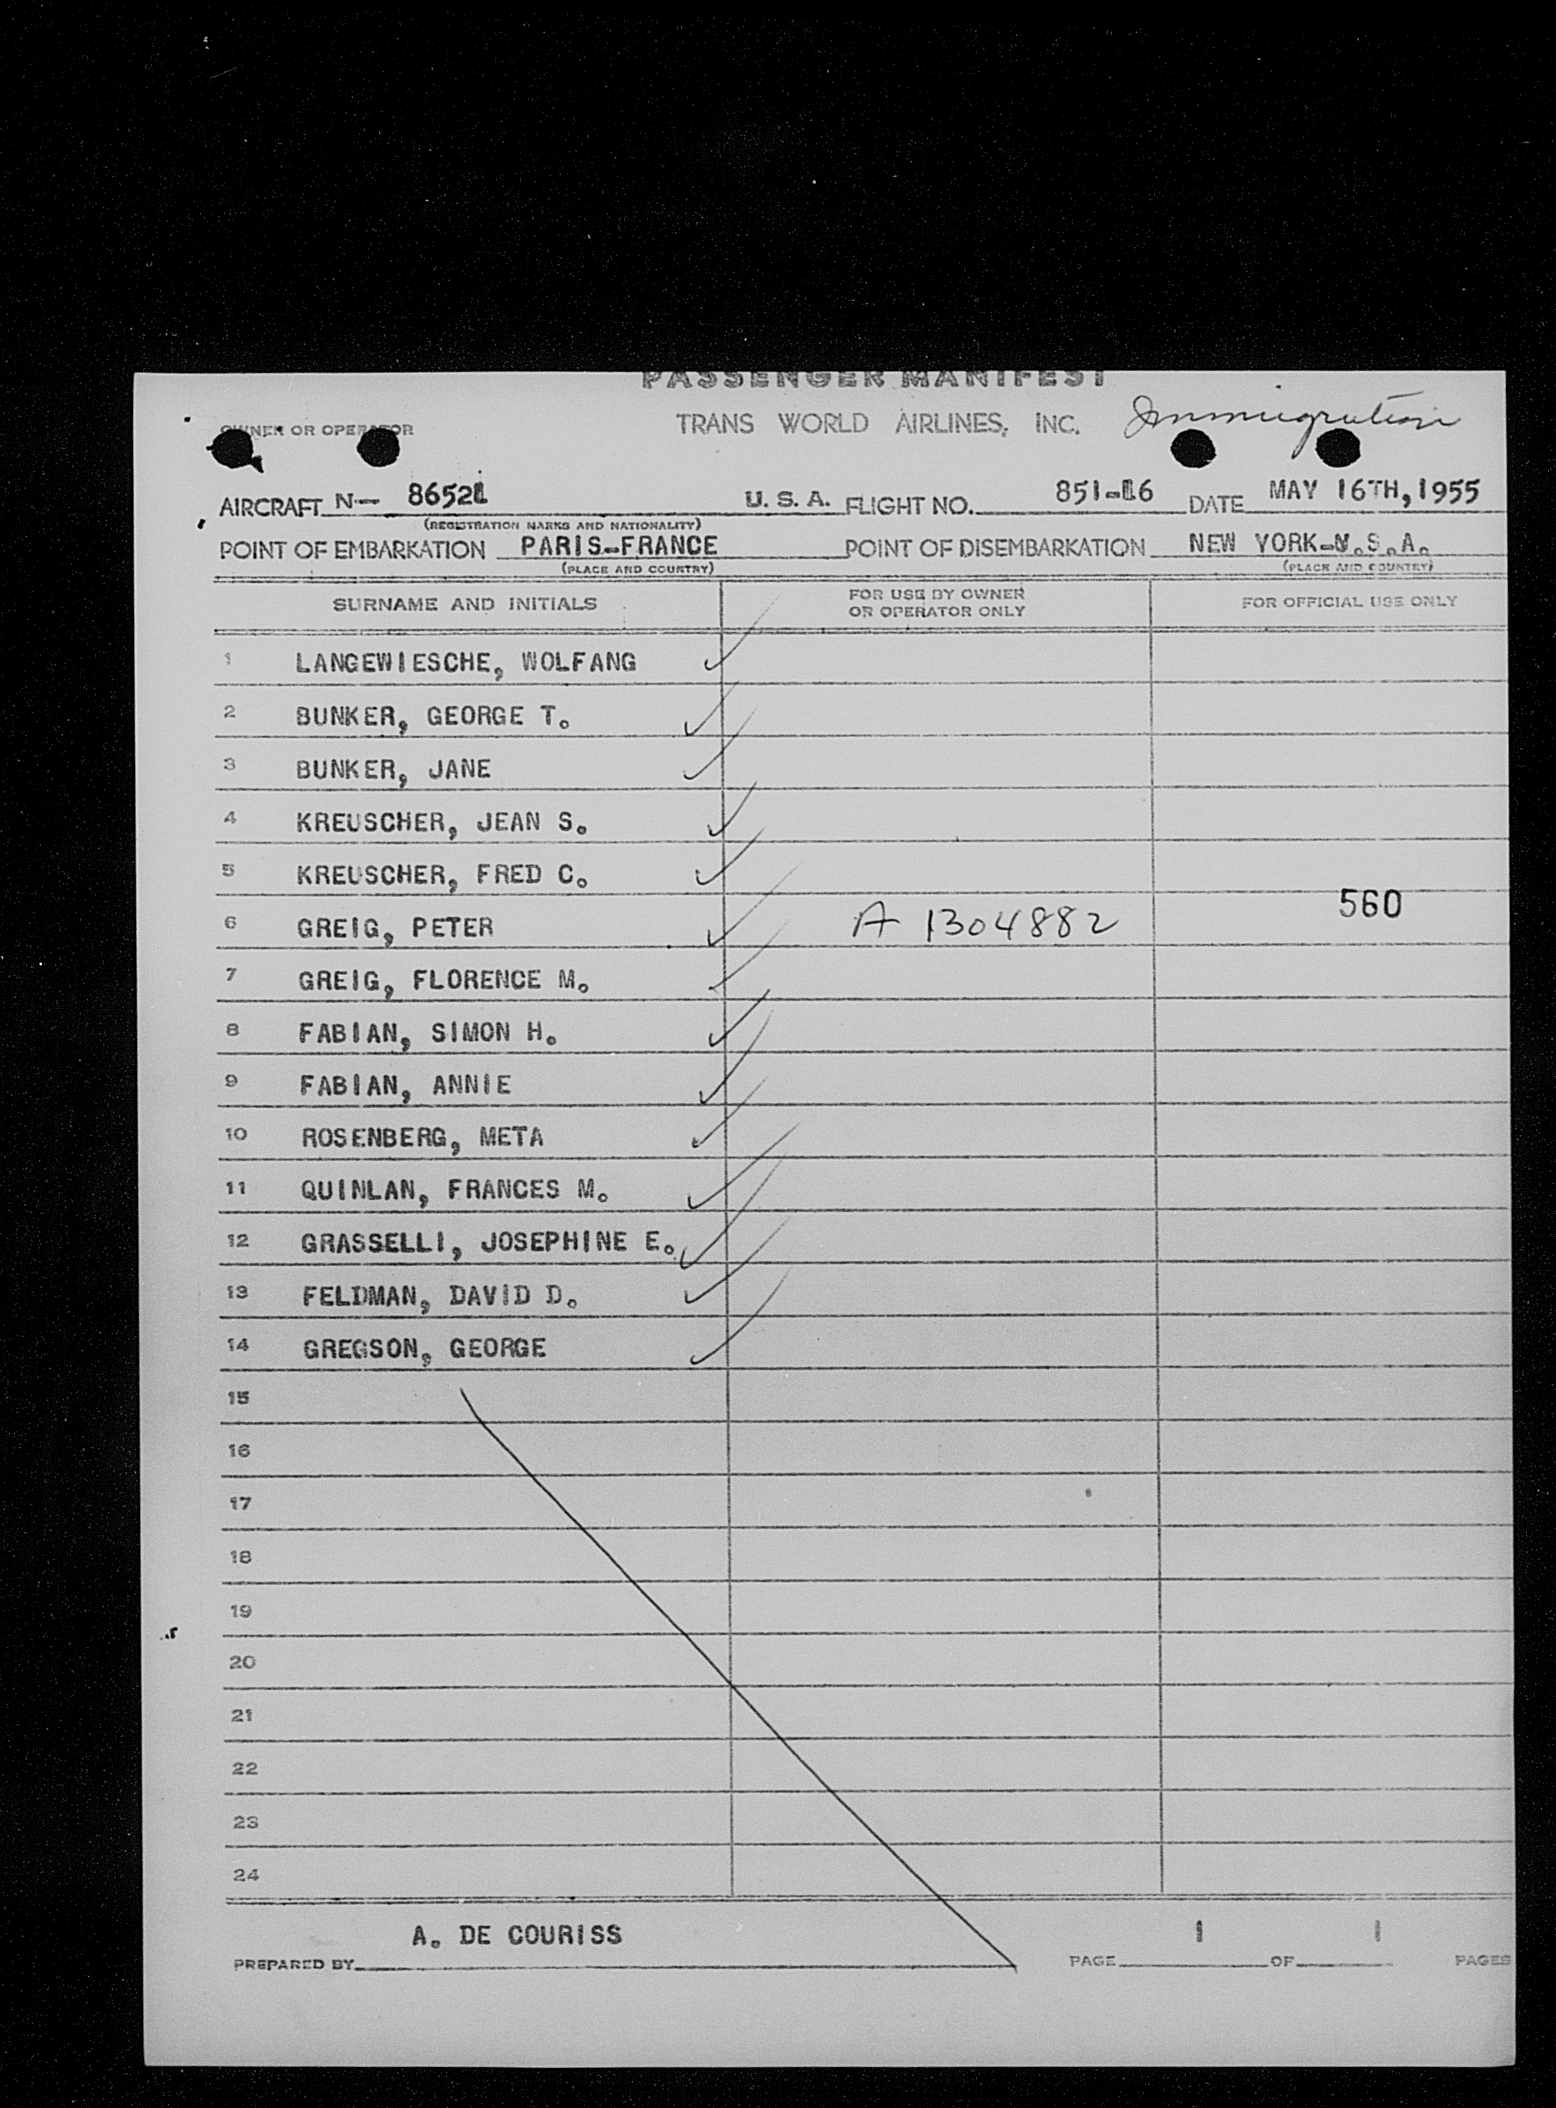 PASSENGER MANIFEST
OWNER OR OPERATOR TRANS WORLD AIRLINES, INC. Immigration
AIRCRAFT N- 86521 U. S. A. FLIGHT NO. 851-16 DATE MAY 16TH, 1955
(REGISTRATION MARKS AND NATIONALITY)
POINT OF EMBARKATION PARIS-FRANCE POINT OF DISEMBARKATION NEW YORK-U.S.A.
(PLACE AND COUNTRY) (PLACE AND COUNTRY)
SURNAME AND INITIALS FOR USE BY OWNER OR OPERATOR ONLY FOR OFFICIAL USE ONLY
1 LANGEWIESCHE, WOLFANG
2 BUNKER, GEORGE T.
3 BUNKER, JANE
4 KREUSCHER, JEAN S.
5 KREUSCHER, FRED C.
6 GREIG, PETER A 1304882 560
7 GREIG, FLORENCE M.
8 FABIAN, SIMON H.
9 FABIAN, ANNIE
10 ROSENBERG, META
11 QUINLAN, FRANCES M.
12 GRASSELLI, JOSEPHINE E.
13 FELDMAN, DAVID D.
14 GREGSON, GEORGE
15
16
17
18
19
20
21
22
23
24
A. DE COURISS
PREPARED BY PAGE 1 OF 1 PAGES